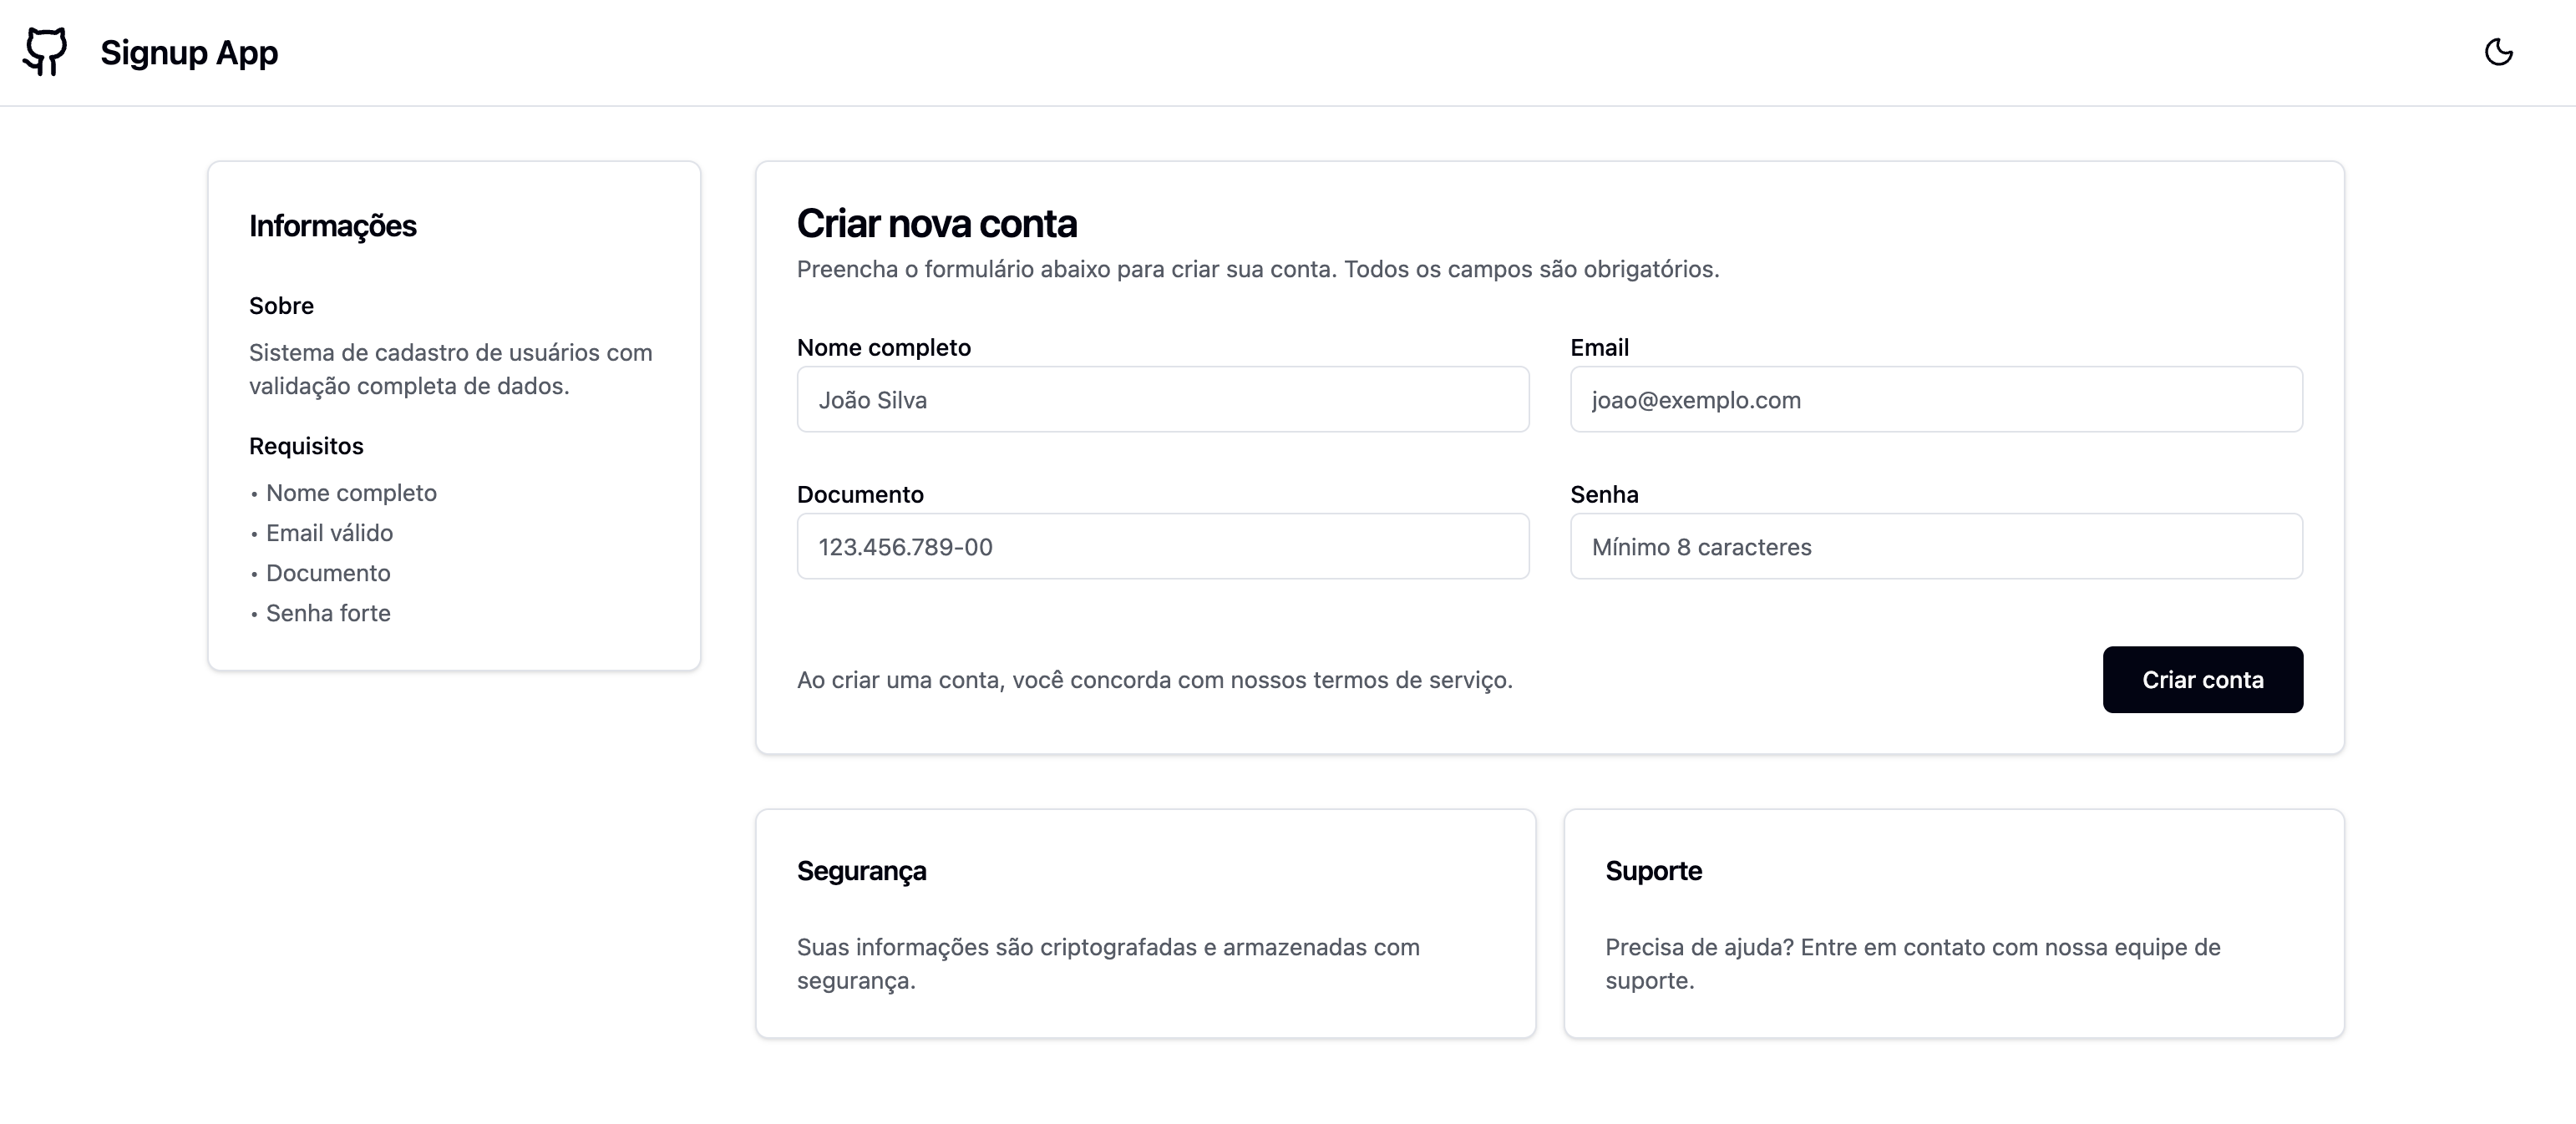 Signup App
Informações
Sobre
Sistema de cadastro de usuários com
validação completa de dados.
Requisitos
• Nome completo
• Email válido
• Documento
• Senha forte
Criar nova conta
Preencha o formulário abaixo para criar sua conta. Todos os campos são obrigatórios.
Nome completo
João Silva
Email
joao@exemplo.com
Documento
123.456.789-00
Senha
Mínimo 8 caracteres
Ao criar uma conta, você concorda com nossos termos de serviço.
Criar conta
Segurança
Suas informações são criptografadas e armazenadas com
segurança.
Suporte
Precisa de ajuda? Entre em contato com nossa equipe de
suporte.